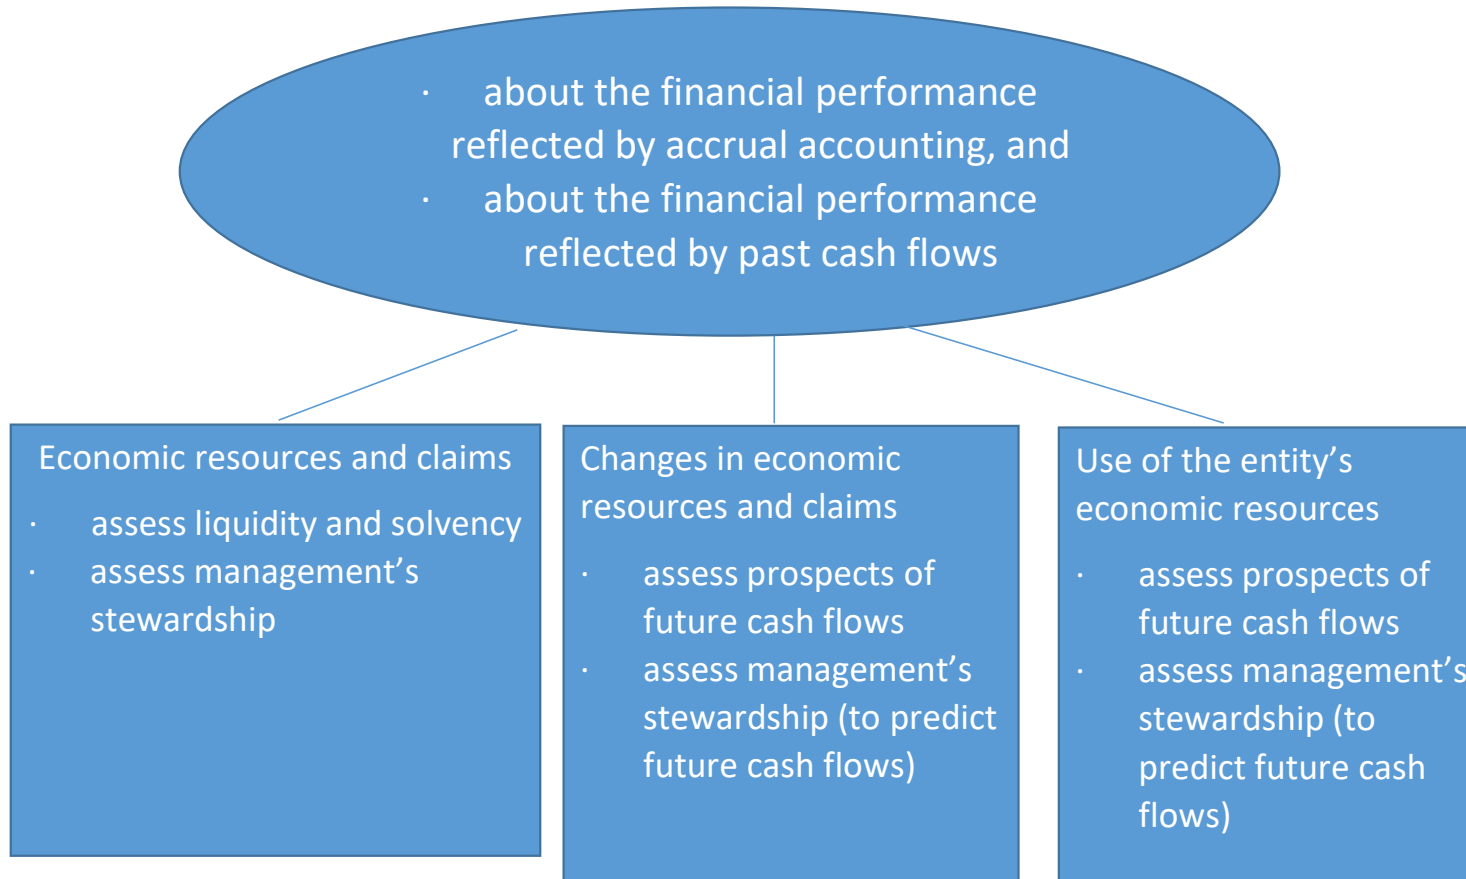 · about the financial performance
reflected by accrual accounting, and
· about the financial performance
reflected by past cash flows
Economic resources and claims
· assess liquidity and solvency
· assess management’s
stewardship
Changes in economic
resources and claims
· assess prospects of
future cash flows
· assess management’s
stewardship (to predict
future cash flows)
Use of the entity’s
economic resources
· assess prospects of
future cash flows
· assess management’s
stewardship (to
predict future cash
flows)